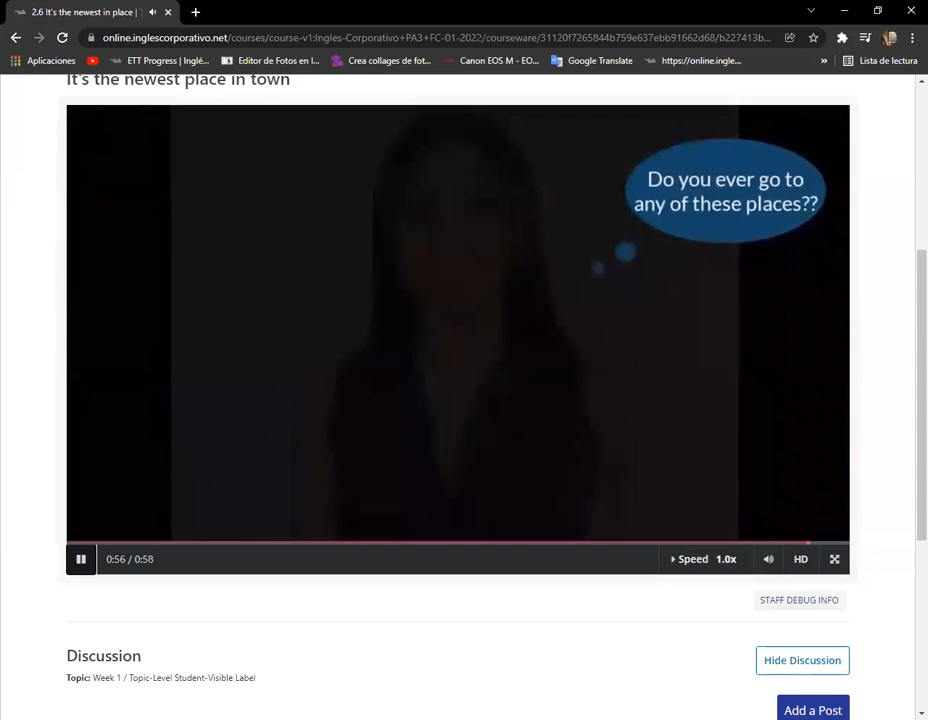 2.6 It's the newest in place |
online.inglescorporativo.net/courses/course-v1:Ingles-Corporativo+PA3+FC-01-2022/courseware/31120f7265844b759e637ebb91662d68/b227413b...
Aplicaciones
ETT Progress | Inglé...
Editor de Fotos en l...
Crea collages de fot...
Canon EOS M - EO...
Google Translate
https://online.ingle...
»
Lista de lectura
It's the newest place in town
Do you ever go to
any of these places??
0:56 / 0:58
Speed 1.0x
HD
STAFF DEBUG INFO
Discussion
Hide Discussion
Topic: Week 1 / Topic-Level Student-Visible Label
Add a Post